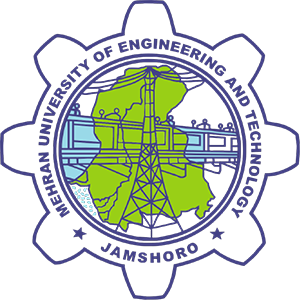 MEHRAN UNIVERSITY OF ENGINEERING AND TECHNOLOGY
JAMSHORO